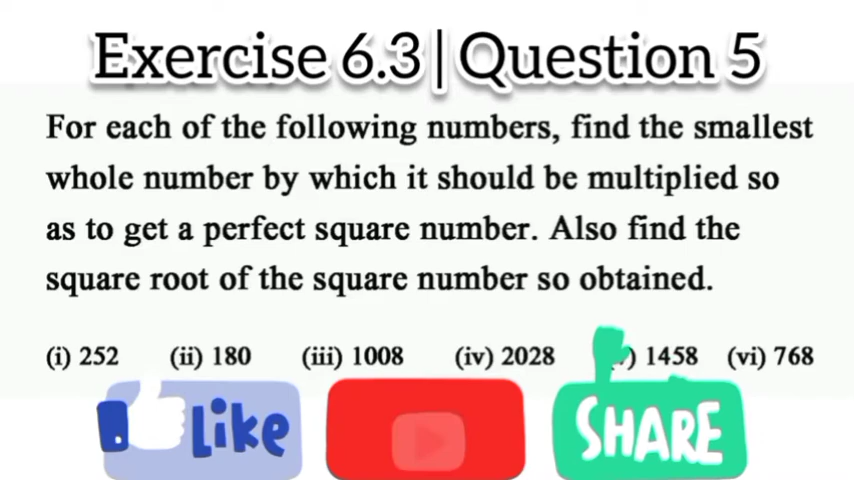 Exercise 6.3 | Question 5
For each of the following numbers, find the smallest
whole number by which it should be multiplied so
as to get a perfect square number. Also find the
square root of the square number so obtained.
(i) 252 (ii) 180 (iii) 1008 (iv) 2028 ) 1458 (vi) 768
Like SHARE